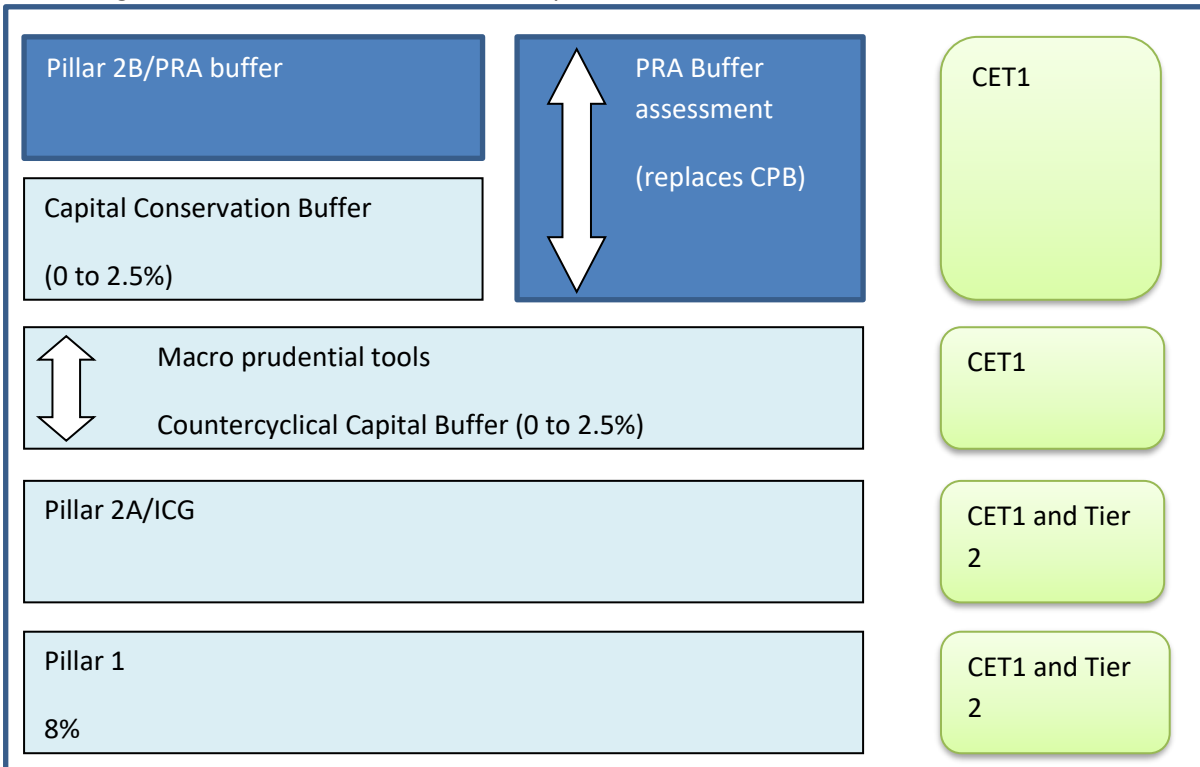 Pillar 2B/PRA buffer
PRA Buffer
assessment
(replaces CPB)
CET1
Capital Conservation Buffer
(0 to 2.5%)
Macro prudential tools
Countercyclical Capital Buffer (0 to 2.5%)
CET1
Pillar 2A/ICG
CET1 and Tier
2
Pillar 1
8%
CET1 and Tier
2